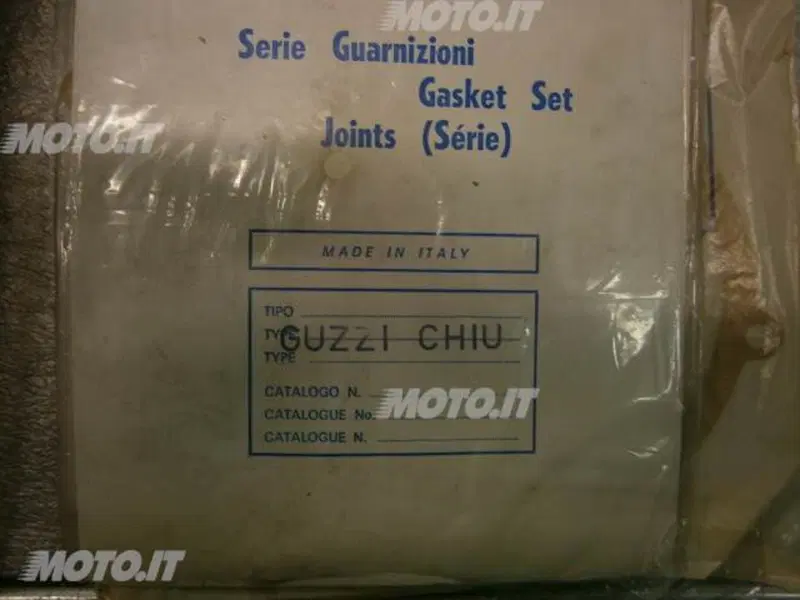 MOTO.IT
Serie Guarnizioni
Gasket Set
MOTO.IT
Joints (Série)
MADE IN ITALY
TIPO
TYPE
GUZZI CHIU
TYPE
CATALOGO N.
CATALOGUE No.
MOTO.IT
CATALOGUE N.
MOTO.IT